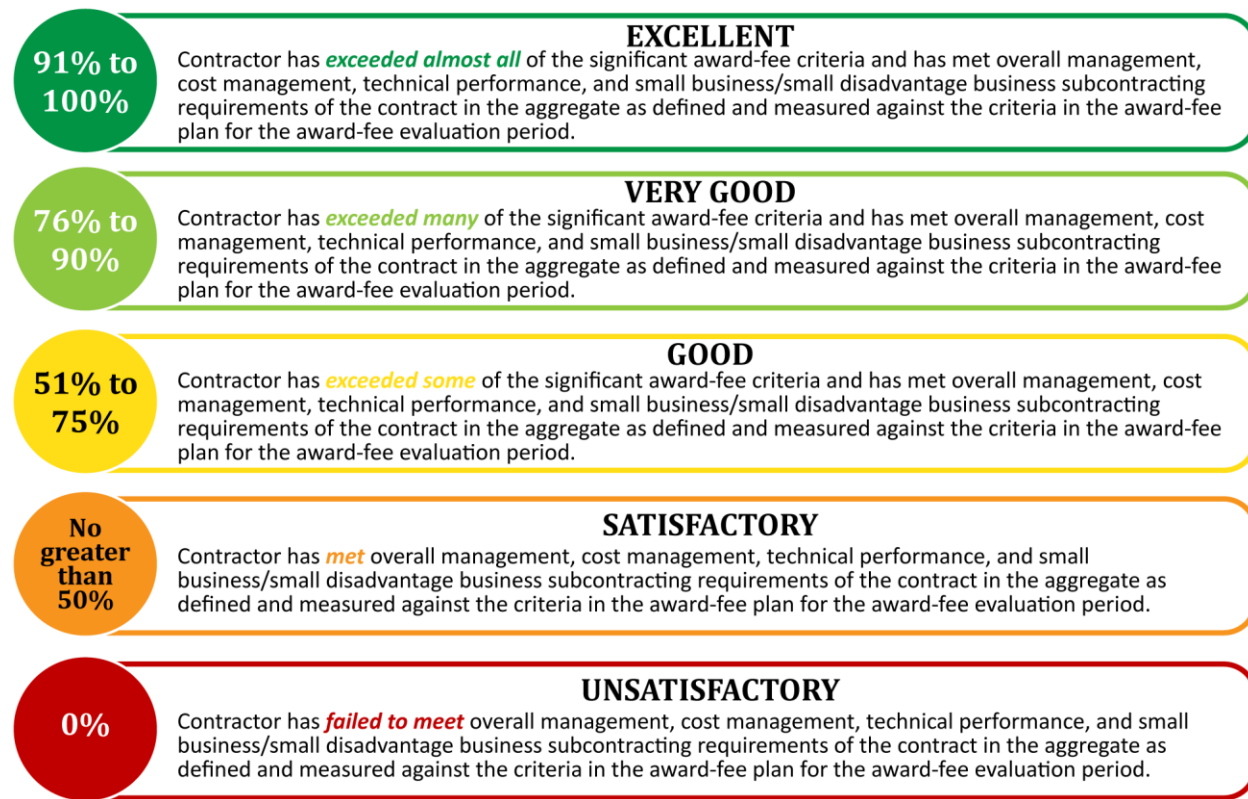 91% to
100%
EXCELLENT
Contractor has exceeded almost all of the significant award-fee criteria and has met overall management,
cost management, technical performance, and small business/small disadvantage business subcontracting
requirements of the contract in the aggregate as defined and measured against the criteria in the award-fee
plan for the award-fee evaluation period.
76% to
90%
VERY GOOD
Contractor has exceeded many of the significant award-fee criteria and has met overall management, cost
management, technical performance, and small business/small disadvantage business subcontracting
requirements of the contract in the aggregate as defined and measured against the criteria in the award-fee
plan for the award-fee evaluation period.
51% to
75%
GOOD
Contractor has exceeded some of the significant award-fee criteria and has met overall management, cost
management, technical performance, and small business/small disadvantage business subcontracting
requirements of the contract in the aggregate as defined and measured against the criteria in the award-fee
plan for the award-fee evaluation period.
No
greater
than
50%
SATISFACTORY
Contractor has met overall management, cost management, technical performance, and small
business/small disadvantage business subcontracting requirements of the contract in the aggregate as
defined and measured against the criteria in the award-fee plan for the award-fee evaluation period.
0%
UNSATISFACTORY
Contractor has failed to meet overall management, cost management, technical performance, and small
business/small disadvantage business subcontracting requirements of the contract in the aggregate as
defined and measured against the criteria in the award-fee plan for the award-fee evaluation period.